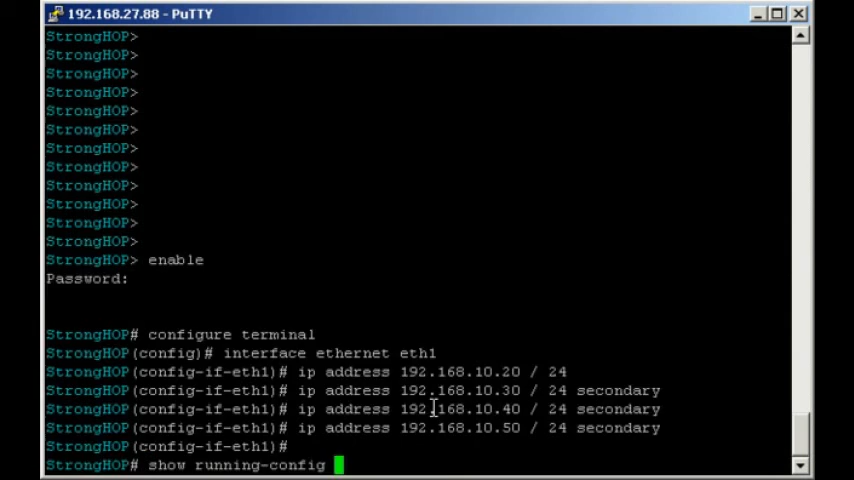 192.168.27.88 - PuTTY
StrongHOP>
StrongHOP>
StrongHOP>
StrongHOP>
StrongHOP>
StrongHOP>
StrongHOP>
StrongHOP>
StrongHOP>
StrongHOP>
StrongHOP>
StrongHOP>
StrongHOP> enable
Password:
StrongHOP# configure terminal
StrongHOP(config)# interface ethernet eth1
StrongHOP(config-if-eth1)# ip address 192.168.10.20 / 24
StrongHOP(config-if-eth1)# ip address 192.168.10.30 / 24 secondary
StrongHOP(config-if-eth1)# ip address 192.168.10.40 / 24 secondary
StrongHOP(config-if-eth1)# ip address 192.168.10.50 / 24 secondary
StrongHOP(config-if-eth1)#
StrongHOP# show running-config